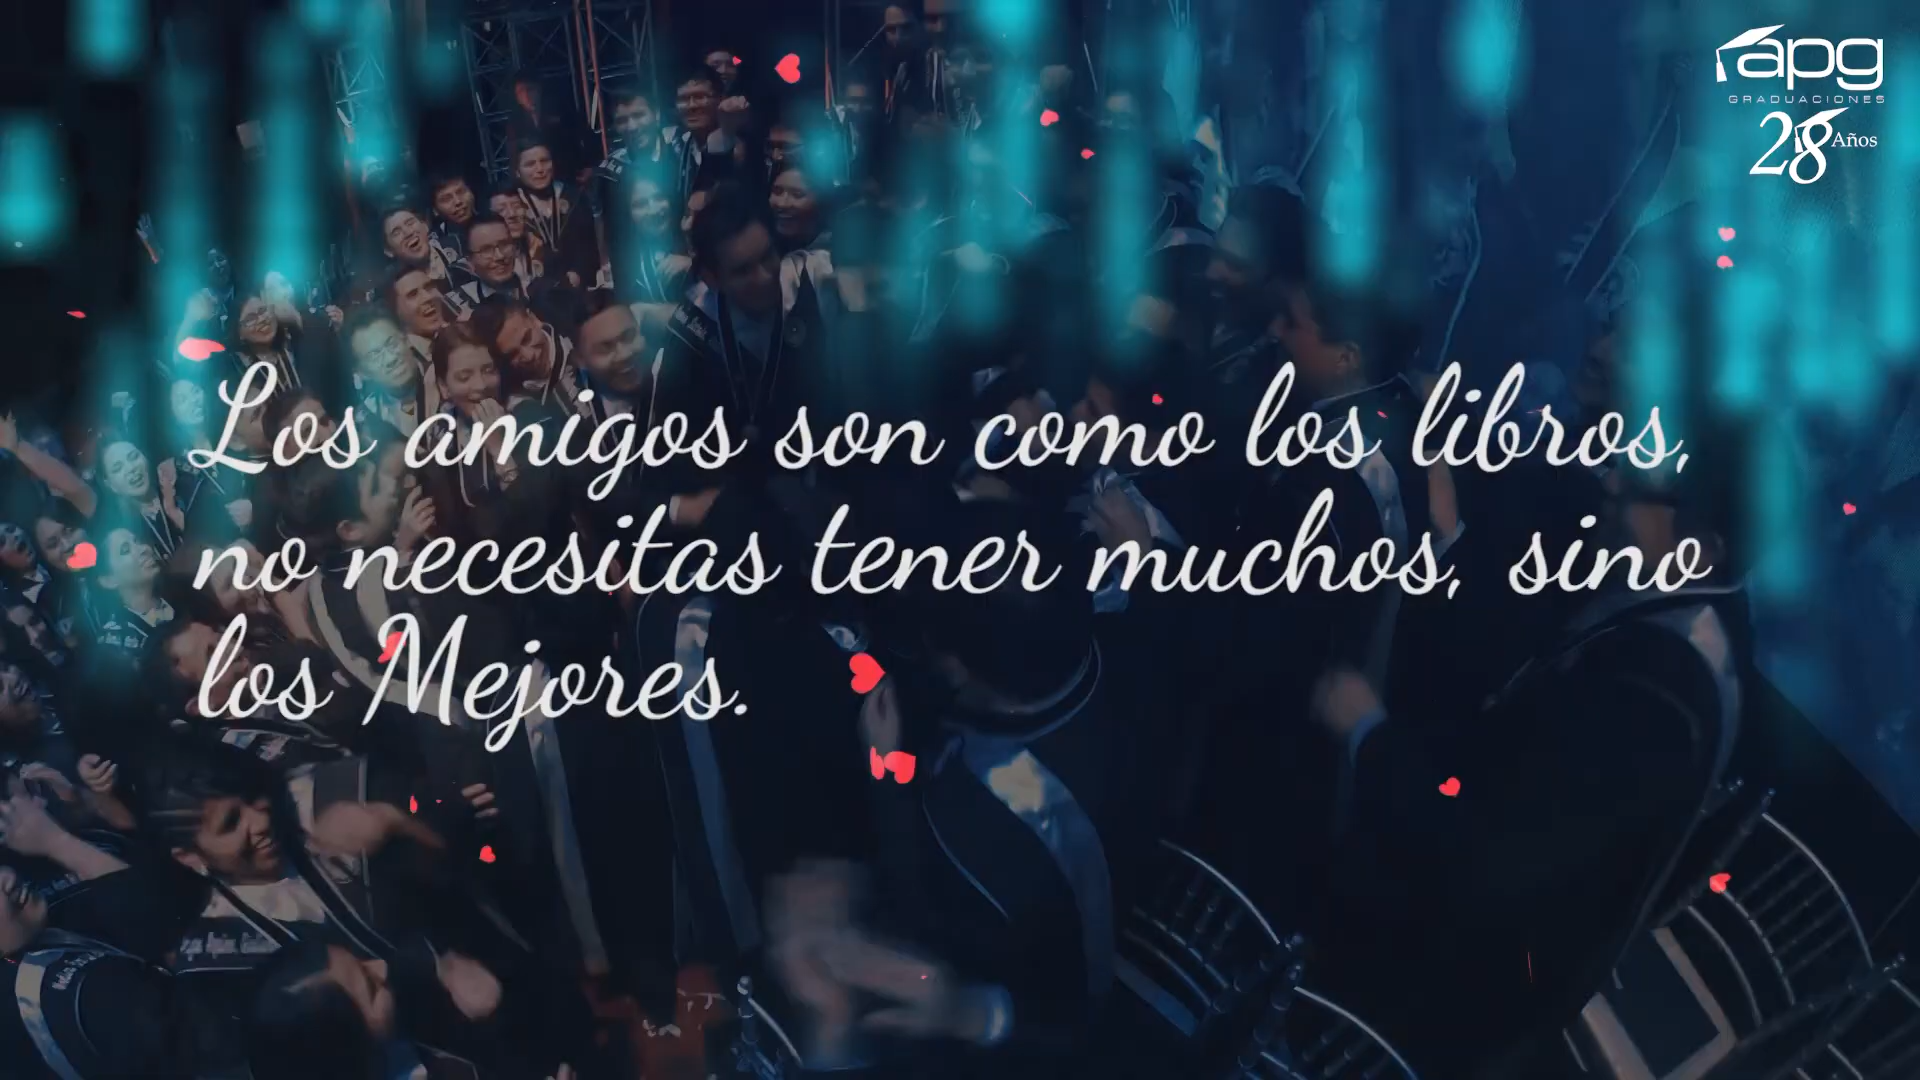 apg
GRADUACIONES
28 Años
Los amigos son como los libros,
no necesitas tener muchos, sino
los Mejores.